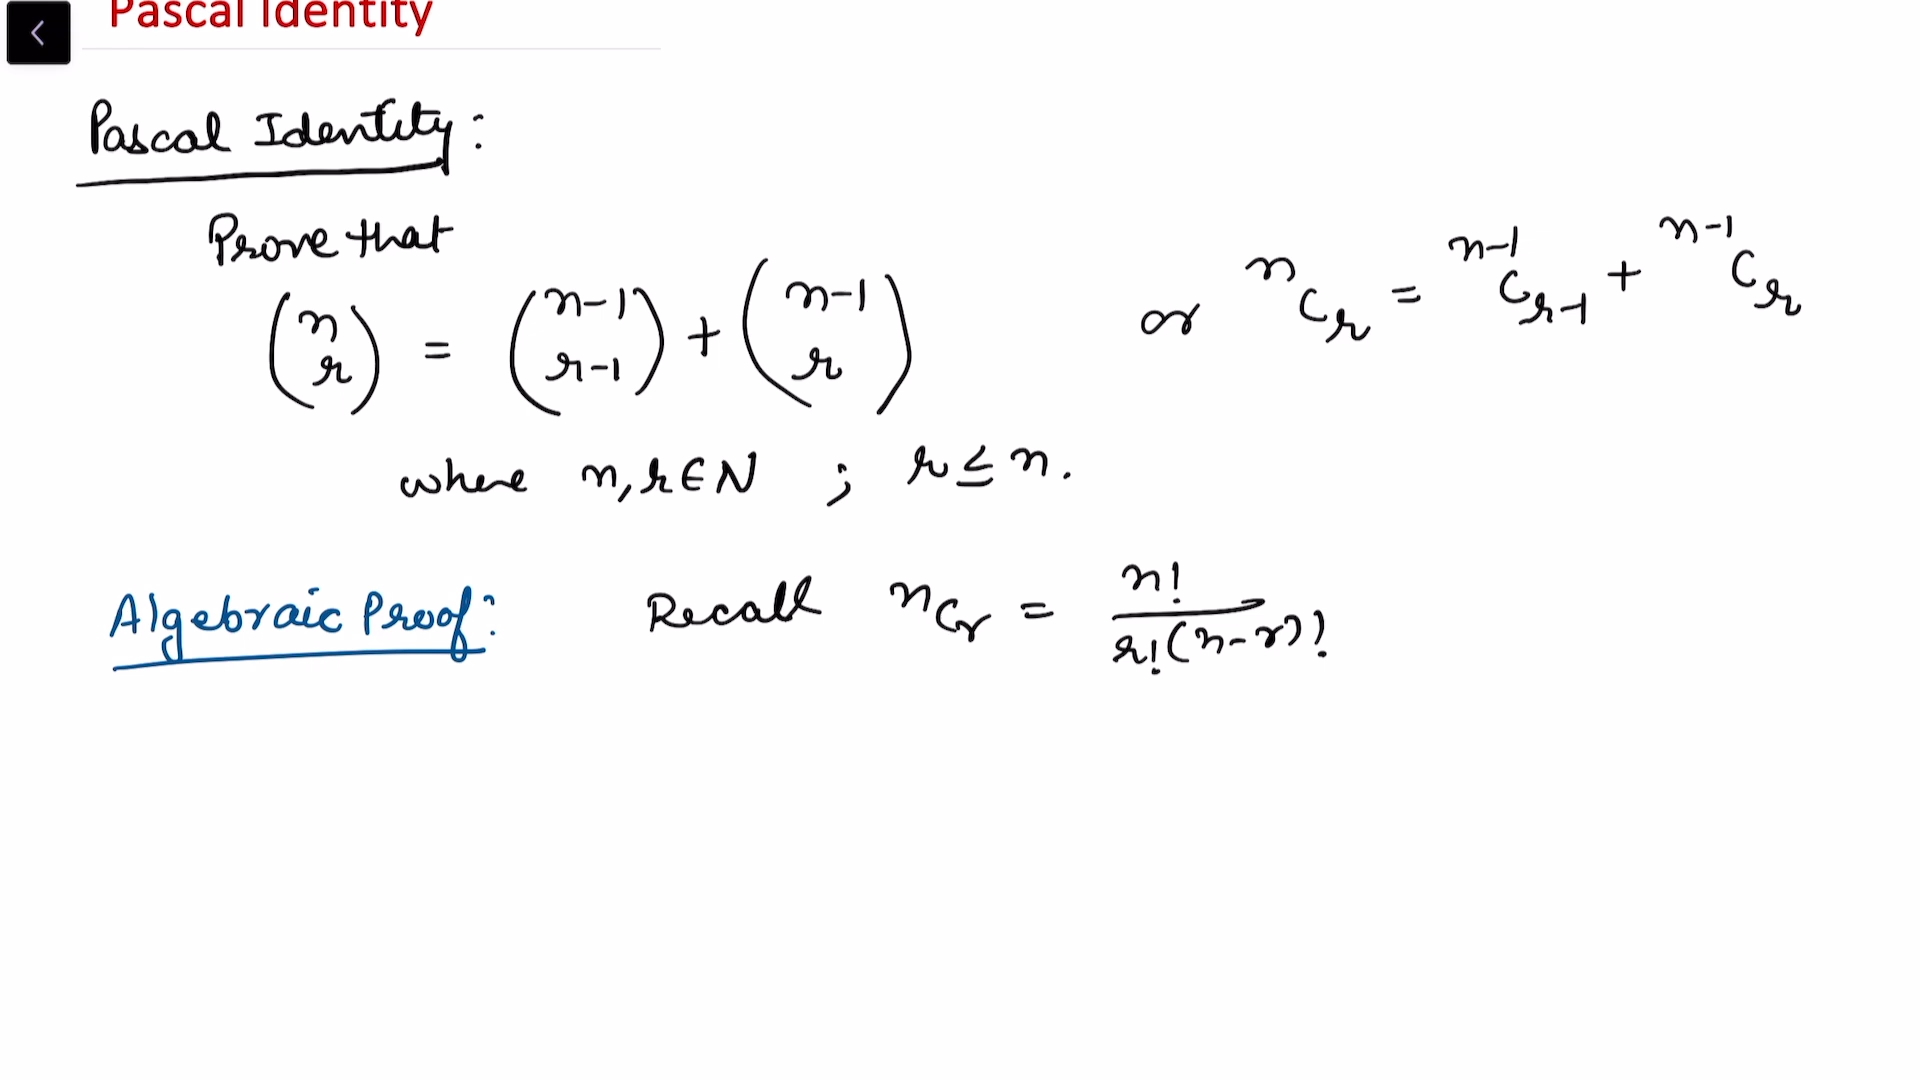 Pascal Identity
Pascal Identity:
Prove that
(n r) = (n-1 r-1) + (n-1 r) or ⁿCᵣ = ⁿ⁻¹Cᵣ₋₁ + ⁿ⁻¹Cᵣ
where n, r ∈ N ; r ≤ n.
Algebraic Proof: Recall ⁿCᵣ = n! / r!(n-r)!